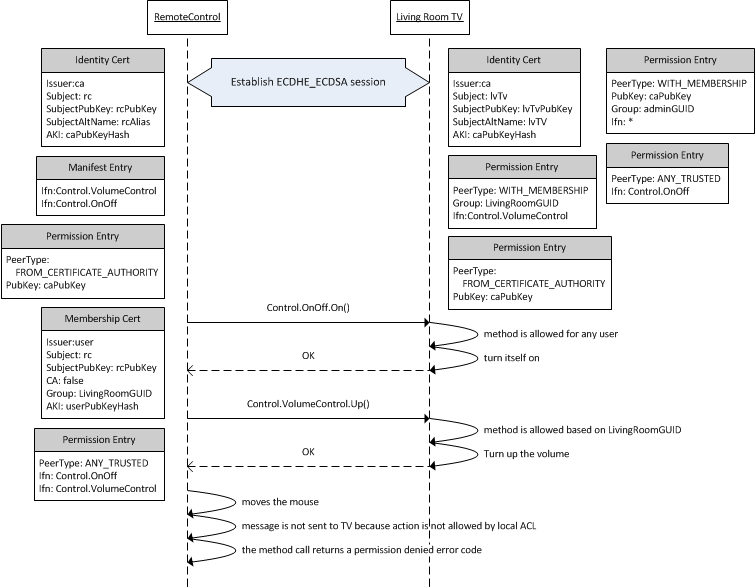 RemoteControl
Living Room TV
Identity Cert
Issuer:ca
Subject: rc
SubjectPubKey: rcPubKey
SubjectAltName: rcAlias
AKI: caPubKeyHash
Establish ECDHE_ECDSA session
Identity Cert
Issuer:ca
Subject: lvTv
SubjectPubKey: lvTvPubKey
SubjectAltName: lvTV
AKI: caPubKeyHash
Permission Entry
PeerType: WITH_MEMBERSHIP
PubKey: caPubKey
Group: adminGUID
Ifn: *
Manifest Entry
Ifn:Control.VolumeControl
Ifn:Control.OnOff
Permission Entry
PeerType: WITH_MEMBERSHIP
Group: LivingRoomGUID
Ifn:Control.VolumeControl
Permission Entry
PeerType: ANY_TRUSTED
Ifn: Control.OnOff
Permission Entry
PeerType:
FROM_CERTIFICATE_AUTHORITY
PubKey: caPubKey
Permission Entry
PeerType:
FROM_CERTIFICATE_AUTHORITY
PubKey: caPubKey
Membership Cert
Issuer:user
Subject: rc
SubjectPubKey: rcPubKey
CA: false
Group: LivingRoomGUID
AKI: userPubKeyHash
Control.OnOff.On()
method is allowed for any user
OK
turn itself on
Control.VolumeControl.Up()
method is allowed based on LivingRoomGUID
OK
Turn up the volume
Permission Entry
PeerType: ANY_TRUSTED
Ifn: Control.OnOff
Ifn: Control.VolumeControl
moves the mouse
message is not sent to TV because action is not allowed by local ACL
the method call returns a permission denied error code